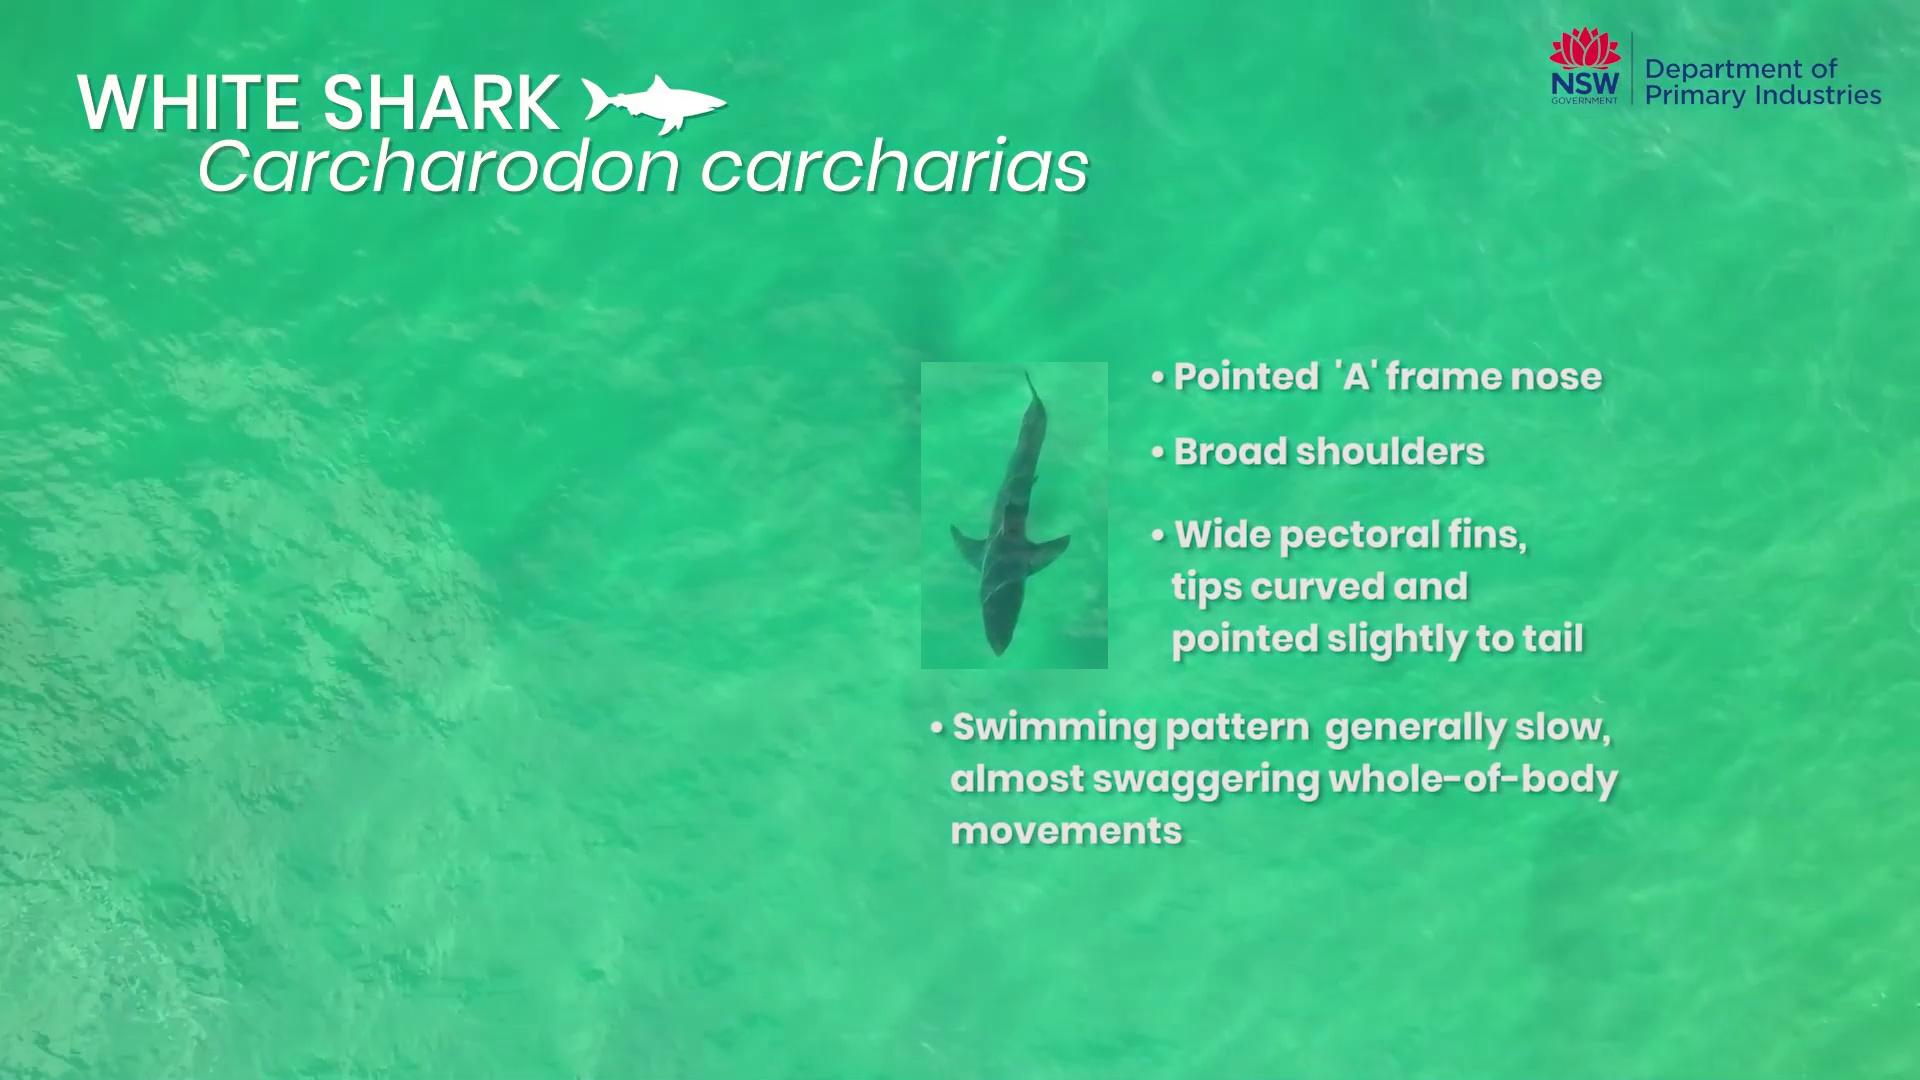 WHITE SHARK
Carcharodon carcharias
NSW
GOVERNMENT
Department of
Primary Industries
• Pointed 'A' frame nose
• Broad shoulders
• Wide pectoral fins,
tips curved and
pointed slightly to tail
• Swimming pattern generally slow,
almost swaggering whole-of-body
movements